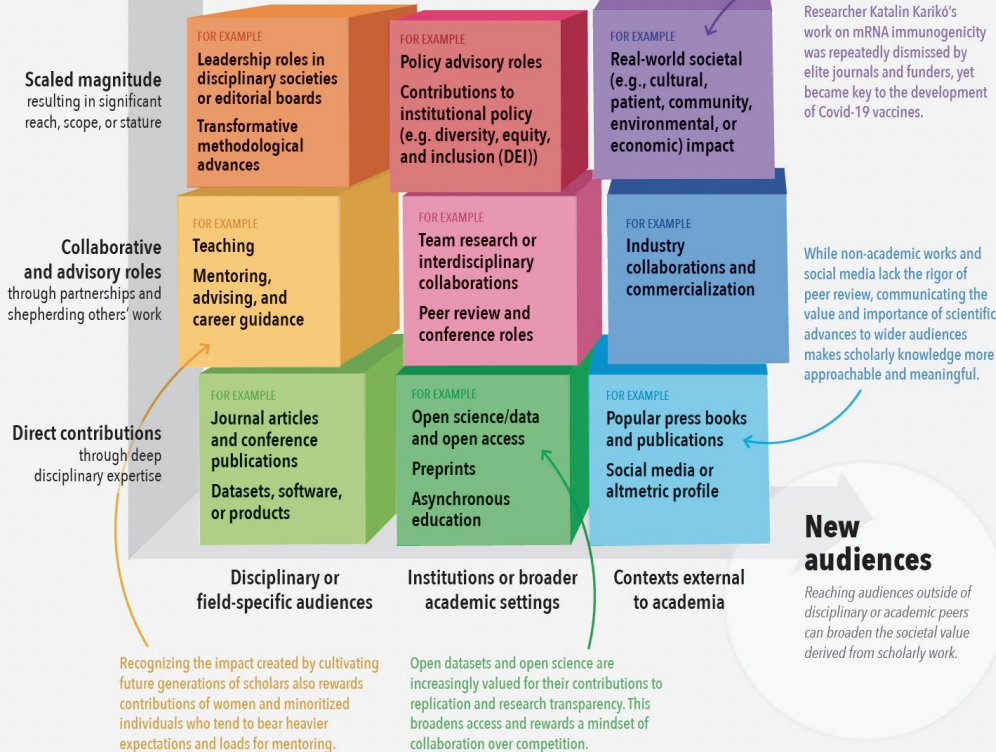 Researcher Katalin Karikó's
work on mRNA immunogenicity
was repeatedly dismissed by
elite journals and funders, yet
became key to the development
of Covid-19 vaccines.
Scaled magnitude
resulting in significant
reach, scope, or stature
FOR EXAMPLE
Leadership roles in
disciplinary societies
or editorial boards
Transformative
methodological
advances
FOR EXAMPLE
Policy advisory roles
Contributions to
institutional policy
(e.g. diversity, equity,
and inclusion (DEI))
FOR EXAMPLE
Real-world societal
(e.g., cultural,
patient, community,
environmental, or
economic) impact
Collaborative
and advisory roles
through partnerships and
shepherding others' work
FOR EXAMPLE
Teaching
Mentoring,
advising, and
career guidance
FOR EXAMPLE
Team research or
interdisciplinary
collaborations
Peer review and
conference roles
FOR EXAMPLE
Industry
collaborations and
commercialization
While non-academic works and
social media lack the rigor of
peer review, communicating the
value and importance of scientific
advances to wider audiences
makes scholarly knowledge more
approachable and meaningful.
Direct contributions
through deep
disciplinary expertise
FOR EXAMPLE
Journal articles
and conference
publications
Datasets, software,
or products
FOR EXAMPLE
Open science/data
and open access
Preprints
Asynchronous
education
FOR EXAMPLE
Popular press books
and publications
Social media or
altmetric profile
New
audiences
Reaching audiences outside of
disciplinary or academic peers
can broaden the societal value
derived from scholarly work.
Disciplinary or
field-specific audiences
Institutions or broader
academic settings
Contexts external
to academia
Recognizing the impact created by cultivating
future generations of scholars also rewards
contributions of women and minoritized
individuals who tend to bear heavier
expectations and loads for mentoring.
Open datasets and open science are
increasingly valued for their contributions to
replication and research transparency. This
broadens access and rewards a mindset of
collaboration over competition.